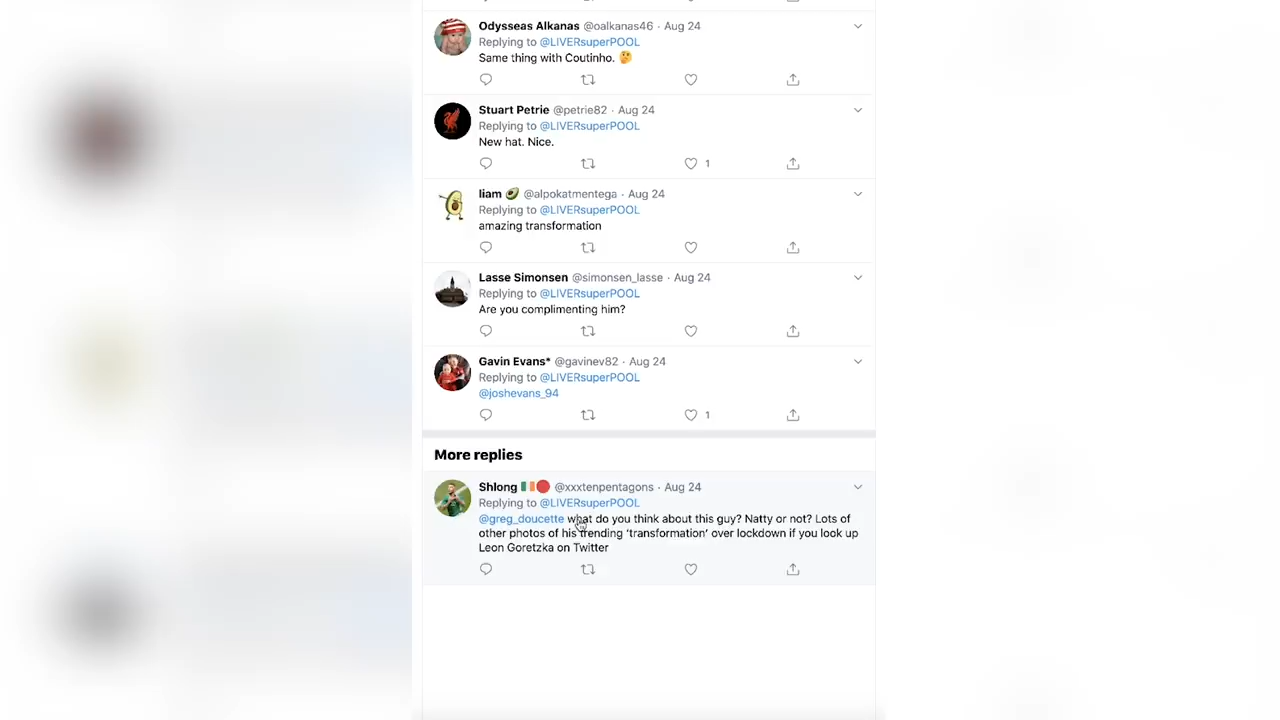 Odysseas Alkanas @oalkanas46 · Aug 24
Replying to @LIVERsuperPOOL
Same thing with Coutinho. 🤔
Stuart Petrie @petrie82 · Aug 24
Replying to @LIVERsuperPOOL
New hat. Nice.
1
liam 🥑 @alpokatmentega · Aug 24
Replying to @LIVERsuperPOOL
amazing transformation
Lasse Simonsen @simonsen_lasse · Aug 24
Replying to @LIVERsuperPOOL
Are you complimenting him?
Gavin Evans* @gavinev82 · Aug 24
Replying to @LIVERsuperPOOL
@joshevans_94
1
More replies
Shlong 🇮🇪🔴 @xxxtenpentagons · Aug 24
Replying to @LIVERsuperPOOL
@greg_doucette what do you think about this guy? Natty or not? Lots of
other photos of his trending ‘transformation’ over lockdown if you look up
Leon Goretzka on Twitter